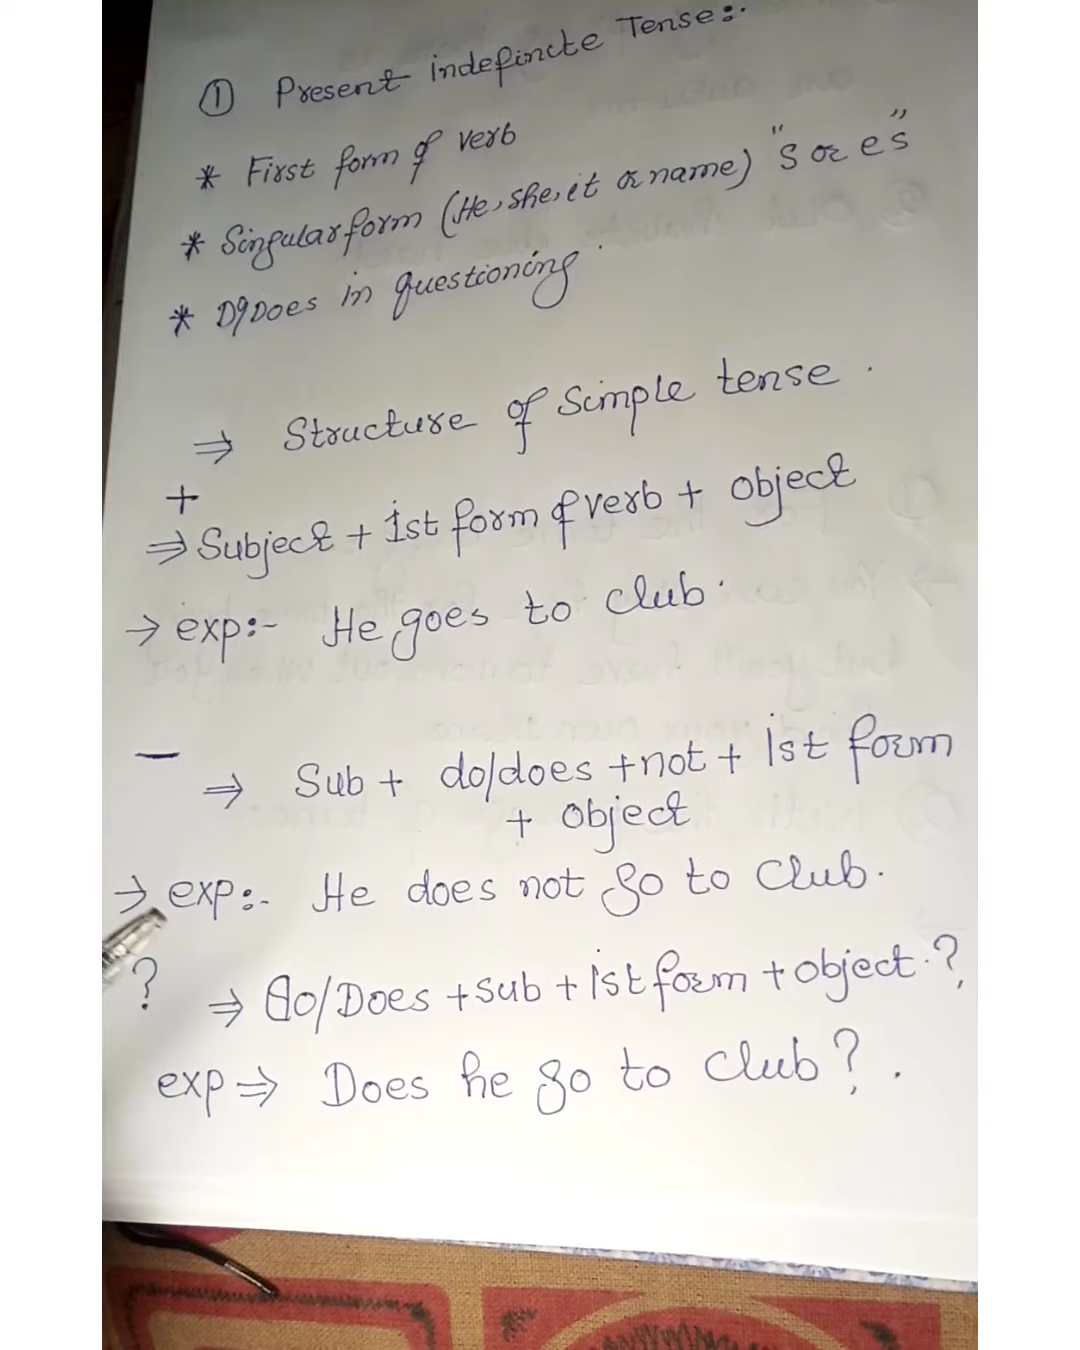 ① Present indefinite Tense:-
* First form of verb
* Singular form (He, she, it or name) "s or es"
* Do/Does in questioning
⇒ Structure of Simple tense.
+
⇒ Subject + 1st form of verb + object
→ exp:- He goes to club.
—
⇒ Sub + do/does + not + 1st form
+ object
→ exp:- He does not go to Club.
?
⇒ Do/Does + sub + 1st form + object.?
exp ⇒ Does he go to club?.